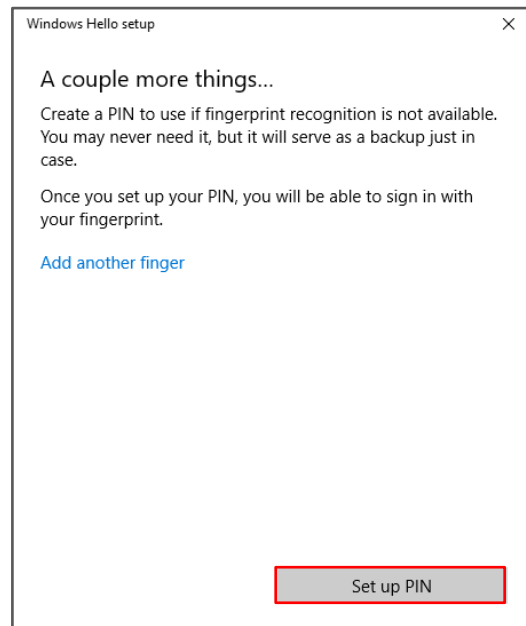 Windows Hello setup
A couple more things...
Create a PIN to use if fingerprint recognition is not available.
You may never need it, but it will serve as a backup just in
case.
Once you set up your PIN, you will be able to sign in with
your fingerprint.
Add another finger
Set up PIN